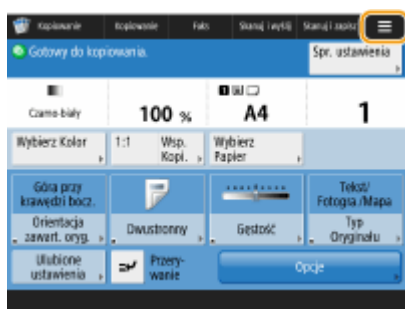 Kopiowanie Kopiowanie Faks Skanuj i wyślij Skanuj i zapisz
Gotowy do kopiowania.
Spr. ustawienia
Czarno-biały
100 %
A4
1
Wybierz Kolor
1:1
Wsp.
Kopi.
Wybierz
Papier
Góra przy
krawędzi bocz.
Tekst/
Fotogra./Mapa
Orientacja
zawart. oryg.
Dwustronny
Gęstość
Typ
Oryginału
Ulubione
ustawienia
Przery-
wanie
Opcje